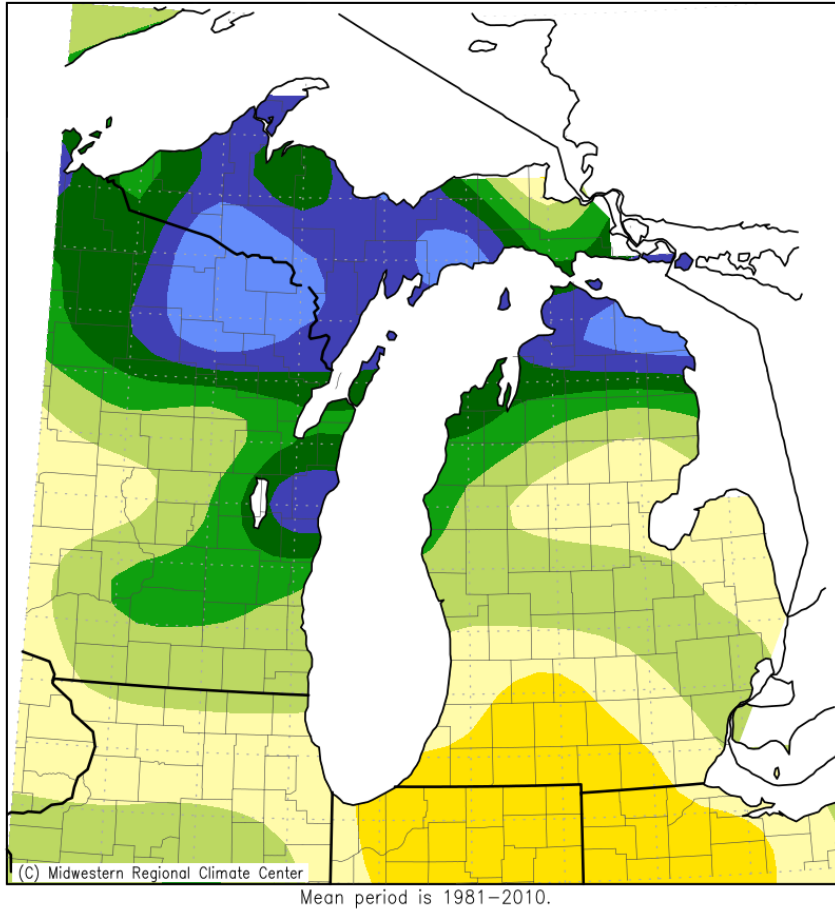 (C) Midwestern Regional Climate Center
Mean period is 1981-2010.